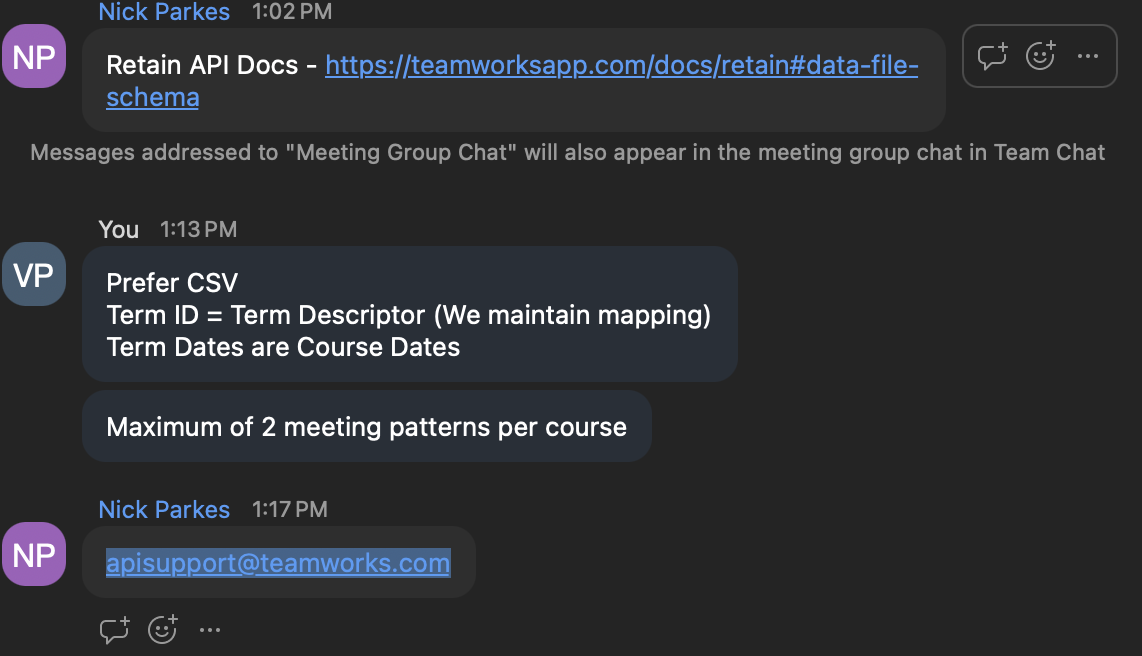 Nick Parkes 1:02 PM
NP
Retain API Docs - https://teamworksapp.com/docs/retain#data-file-
schema
Messages addressed to "Meeting Group Chat" will also appear in the meeting group chat in Team Chat
You 1:13 PM
VP
Prefer CSV
Term ID = Term Descriptor (We maintain mapping)
Term Dates are Course Dates
Maximum of 2 meeting patterns per course
Nick Parkes 1:17 PM
NP
apisupport@teamworks.com